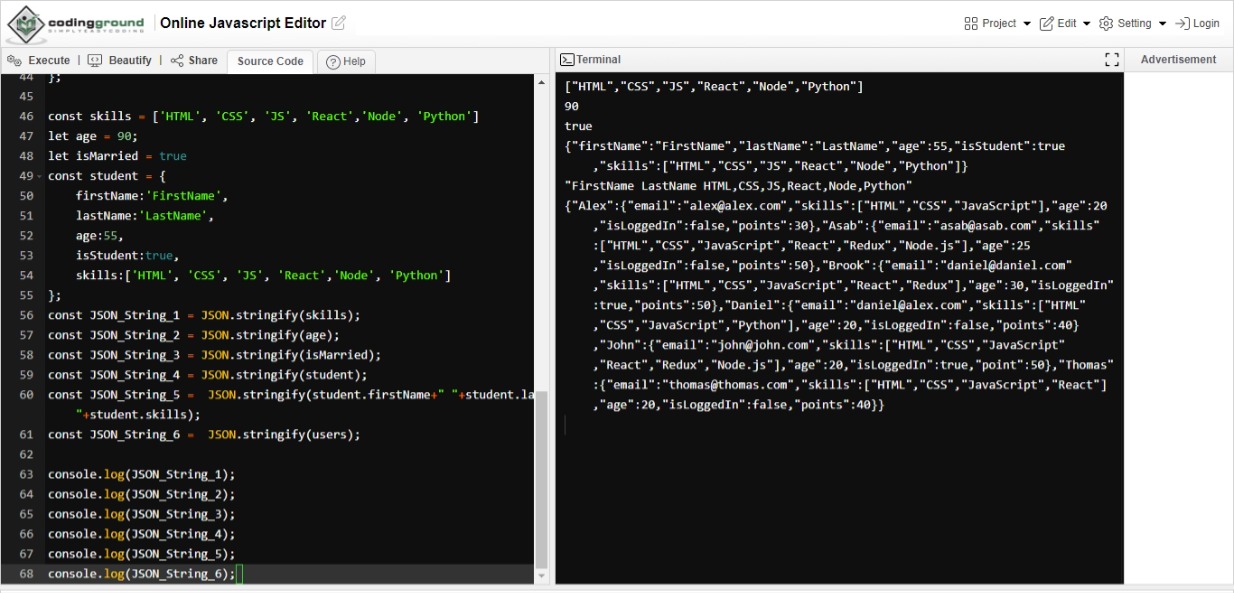 codingground
SIMPLYEASYCODING
Online Javascript Editor
Project
Edit
Setting
Login
Execute | Beautify | Share
Source Code
Help
Terminal
Advertisement
44 };
45
46 const skills = ['HTML', 'CSS', 'JS', 'React','Node', 'Python']
47 let age = 90;
48 let isMarried = true
49 const student = {
50 firstName:'FirstName',
51 lastName:'LastName',
52 age:55,
53 isStudent:true,
54 skills:['HTML', 'CSS', 'JS', 'React','Node', 'Python']
55 };
56 const JSON_String_1 = JSON.stringify(skills);
57 const JSON_String_2 = JSON.stringify(age);
58 const JSON_String_3 = JSON.stringify(isMarried);
59 const JSON_String_4 = JSON.stringify(student);
60 const JSON_String_5 =  JSON.stringify(student.firstName+" "+student.la
"+student.skills);
61 const JSON_String_6 =  JSON.stringify(users);
62
63 console.log(JSON_String_1);
64 console.log(JSON_String_2);
65 console.log(JSON_String_3);
66 console.log(JSON_String_4);
67 console.log(JSON_String_5);
68 console.log(JSON_String_6);
["HTML","CSS","JS","React","Node","Python"]
90
true
{"firstName":"FirstName","lastName":"LastName","age":55,"isStudent":true
,"skills":["HTML","CSS","JS","React","Node","Python"]}
"FirstName LastName HTML,CSS,JS,React,Node,Python"
{"Alex":{"email":"alex@alex.com","skills":["HTML","CSS","JavaScript"],"age":20
,"isLoggedIn":false,"points":30},"Asab":{"email":"asab@asab.com","skills"
:["HTML","CSS","JavaScript","React","Redux","Node.js"],"age":25
,"isLoggedIn":false,"points":50},"Brook":{"email":"daniel@daniel.com"
,"skills":["HTML","CSS","JavaScript","React","Redux"],"age":30,"isLoggedIn"
:true,"points":50},"Daniel":{"email":"daniel@alex.com","skills":["HTML"
,"CSS","JavaScript","Python"],"age":20,"isLoggedIn":false,"points":40}
,"John":{"email":"john@john.com","skills":["HTML","CSS","JavaScript"
,"React","Redux","Node.js"],"age":20,"isLoggedIn":true,"point":50},"Thomas"
:{"email":"thomas@thomas.com","skills":["HTML","CSS","JavaScript","React"]
,"age":20,"isLoggedIn":false,"points":40}}